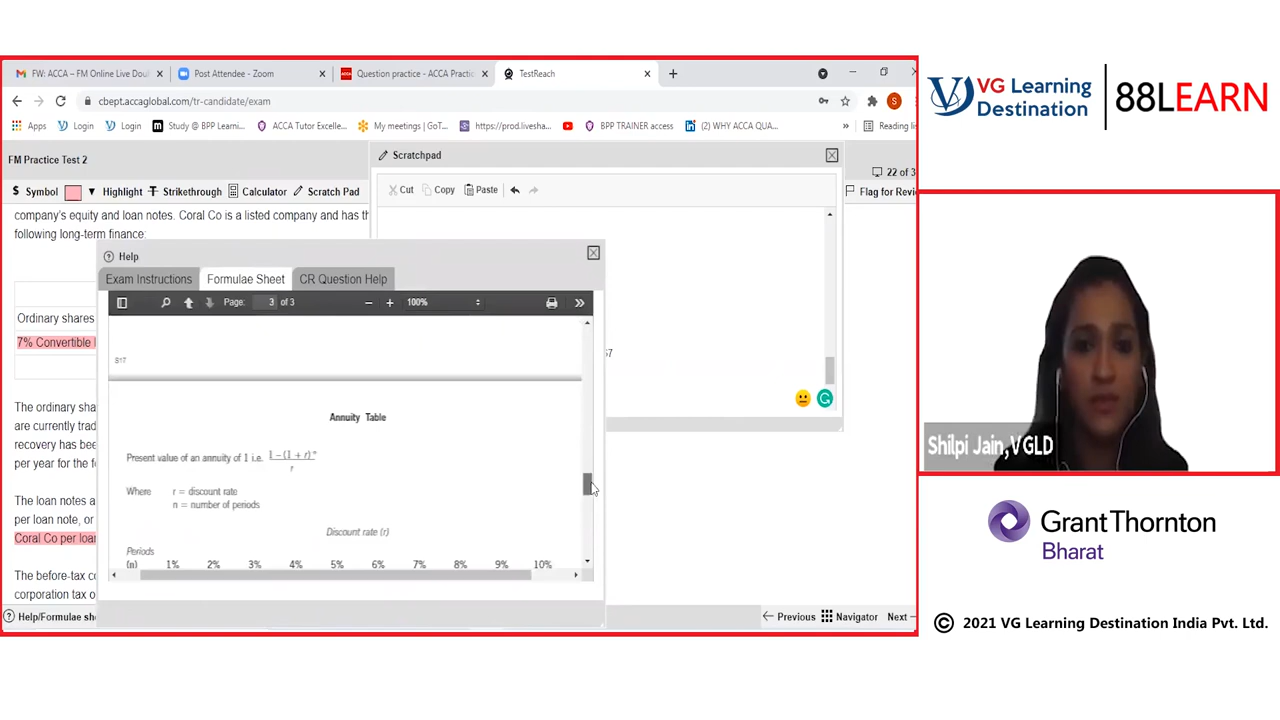 FW: ACCA – FM Online Live Dou
Post Attendee - Zoom
Question practice - ACCA Practic
TestReach
cbept.accaglobal.com/tr-candidate/exam
Apps
Login
Login
Study @ BPP Learni...
ACCA Tutor Excelle...
My meetings | GoT...
https://prod.livesha...
BPP TRAINER access
(2) WHY ACCA QUA...
»
Reading lis
FM Practice Test 2
Scratchpad
22 of 3
$ Symbol
Highlight
Strikethrough
Calculator
Scratch Pad
Cut
Copy
Paste
Flag for Revie
company's equity and loan notes. Coral Co is a listed company and has th
following long-term finance:
Help
Exam Instructions
Formulae Sheet
CR Question Help
Page: 3 of 3
100%
Ordinary shares
7% Convertible l
S17
57
Annuity Table
Present value of an annuity of 1 i.e. 1 – (1 + r)⁻ⁿ
r
Where r = discount rate
n = number of periods
Discount rate (r)
Periods
(n) 1% 2% 3% 4% 5% 6% 7% 8% 9% 10%
The ordinary sha
are currently trad
recovery has bee
per year for the f
The loan notes a
per loan note, or
Coral Co per loan
The before-tax co
corporation tax o
Help/Formulae she
Previous
Navigator
Next
VG Learning
Destination
88LEARN
Shilpi Jain,VGLD
GrantThornton
Bharat
© 2021 VG Learning Destination India Pvt. Ltd.